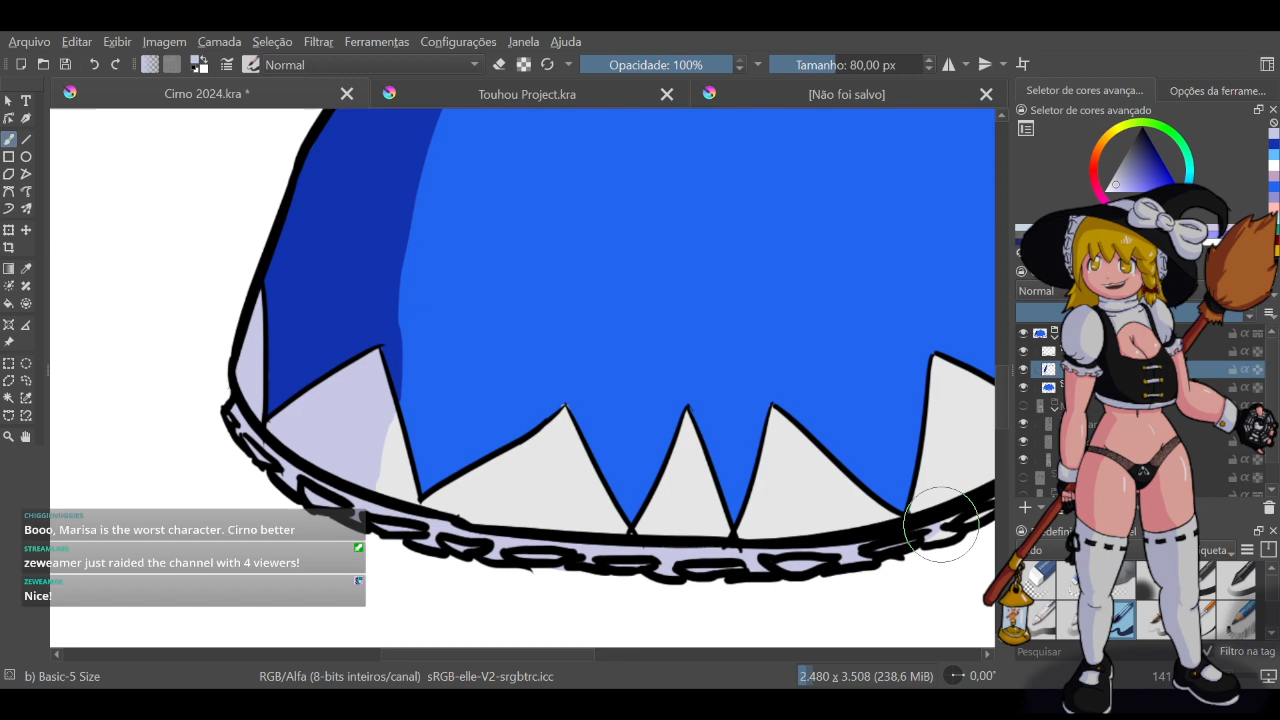 Arquivo Editar Exibir Imagem Camada Seleção Filtrar Ferramentas Configurações Janela Ajuda
Normal Opacidade: 100% Tamanho: 80,00 px
Cirno 2024.kra * Touhou Project.kra [Não foi salvo]
Seletor de cores avança... Opções da ferrame...
Seletor de cores avançado
Normal
CHIGGIEVUGGIES
Booo, Marisa is the worst character. Cirno better
STREAMLABS
zeweamer just raided the channel with 4 viewers!
ZEWEAMER
Nice!
Pesquisar Filtro na tag
b) Basic-5 Size RGB/Alfa (8-bits inteiros/canal) sRGB-elle-V2-srgbtrc.icc 2.480 x 3.508 (238,6 MiB) 0,00°